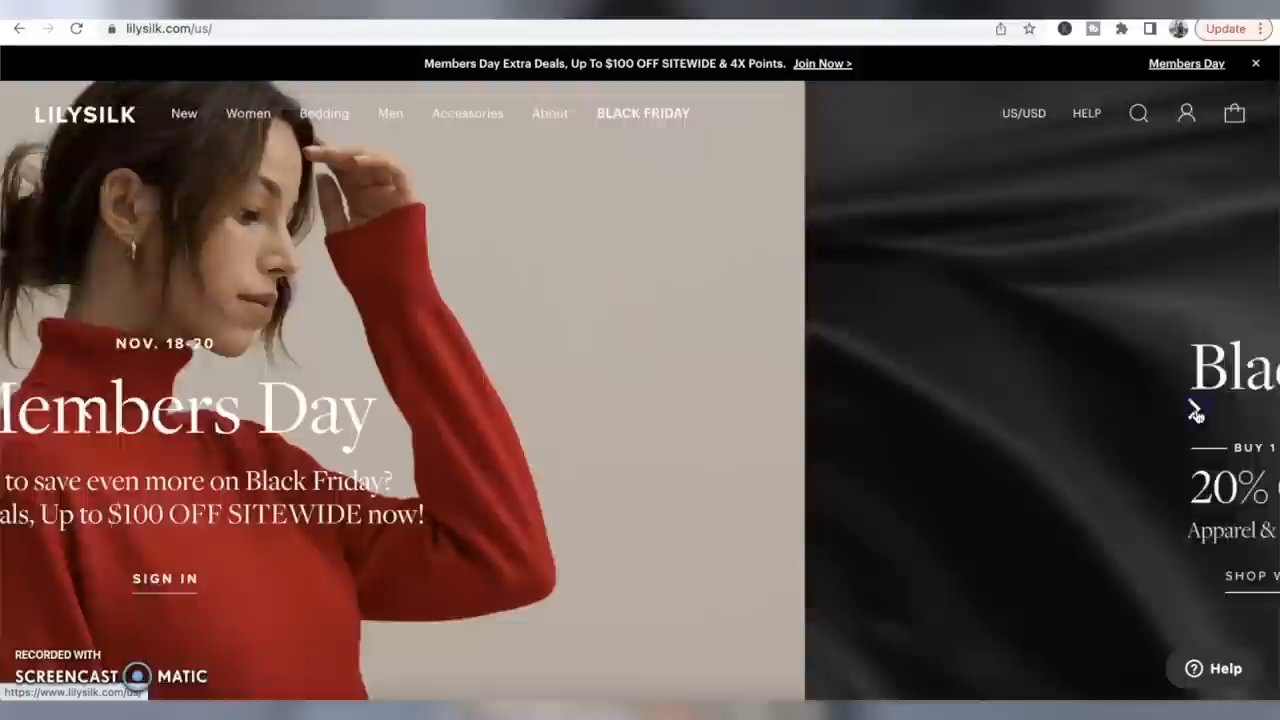 lilysilk.com/us/
Update
Members Day Extra Deals, Up To $100 OFF SITEWIDE & 4X Points. Join Now >
Members Day
LILYSILK
New
Women
Bedding
Men
Accessories
About
BLACK FRIDAY
US/USD
HELP
NOV. 18-20
Members Day
to save even more on Black Friday?
als, Up to $100 OFF SITEWIDE now!
SIGN IN
Bla
BUY 1
20%
Apparel &
SHOP
RECORDED WITH
SCREENCAST MATIC
https://www.lilysilk.com/us/
Help